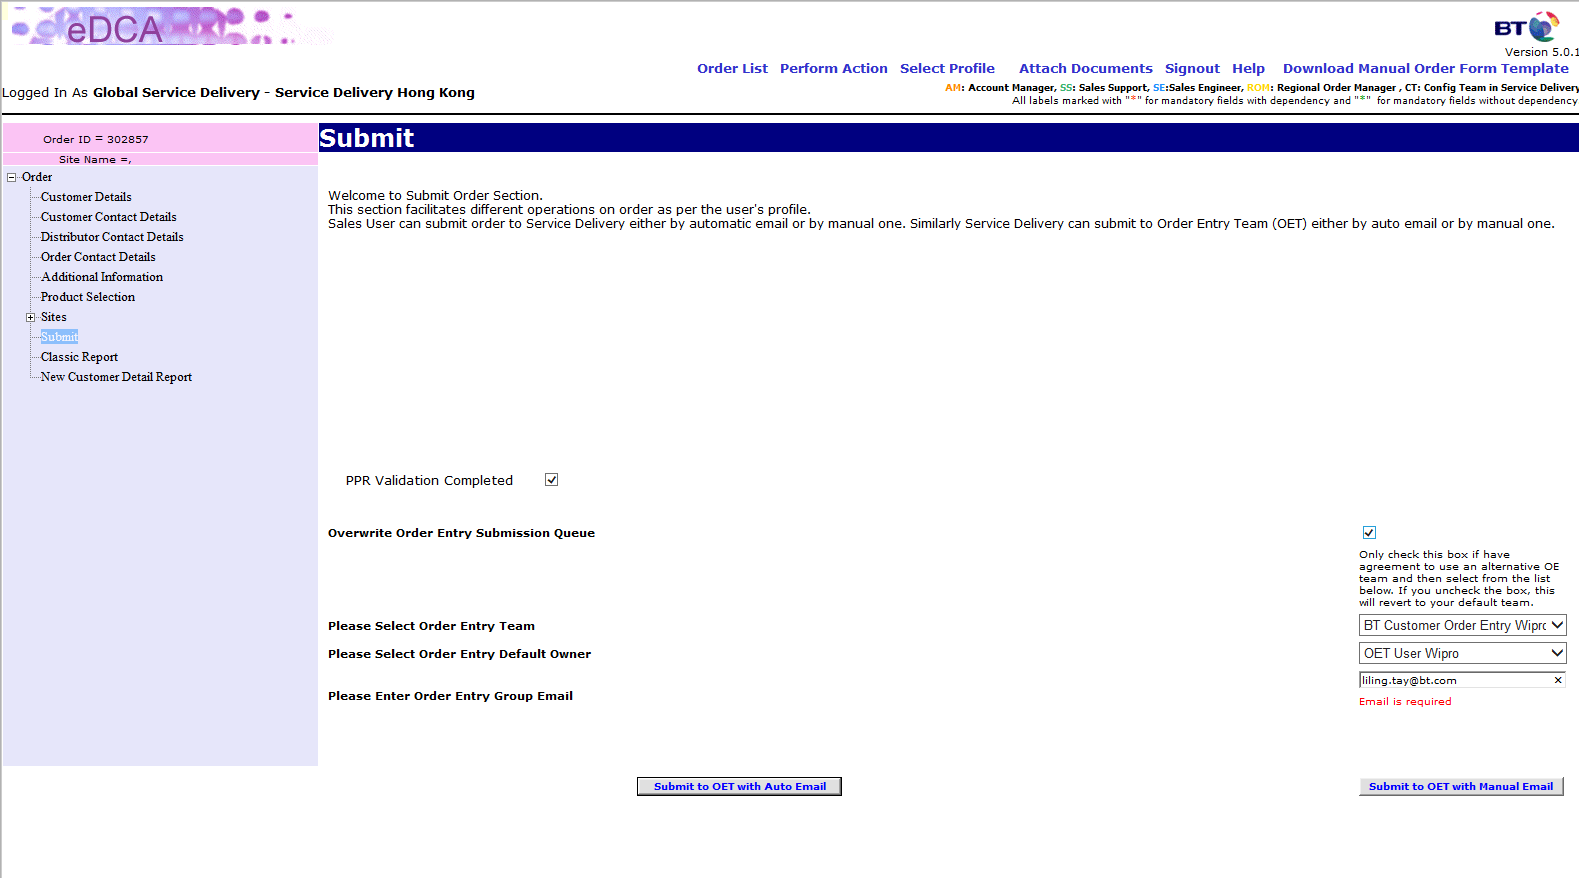 eDCA
BT
Version 5.0.1
Order List Perform Action Select Profile Attach Documents Signout Help Download Manual Order Form Template
Logged In As Global Service Delivery - Service Delivery Hong Kong
AM: Account Manager, SS: Sales Support, SE:Sales Engineer, ROM: Regional Order Manager , CT: Config Team in Service Delivery
All labels marked with "*" for mandatory fields with dependency and "*" for mandatory fields without dependency
Order ID = 302857
Site Name =,
Order
Customer Details
Customer Contact Details
Distributor Contact Details
Order Contact Details
Additional Information
Product Selection
Sites
Submit
Classic Report
New Customer Detail Report
Submit
Welcome to Submit Order Section.
This section facilitates different operations on order as per the user's profile.
Sales User can submit order to Service Delivery either by automatic email or by manual one. Similarly Service Delivery can submit to Order Entry Team (OET) either by auto email or by manual one.
PPR Validation Completed
Overwrite Order Entry Submission Queue
Only check this box if have
agreement to use an alternative OE
team and then select from the list
below. If you uncheck the box, this
will revert to your default team.
Please Select Order Entry Team
BT Customer Order Entry Wipro
Please Select Order Entry Default Owner
OET User Wipro
Please Enter Order Entry Group Email
liling.tay@bt.com
Email is required
Submit to OET with Auto Email
Submit to OET with Manual Email